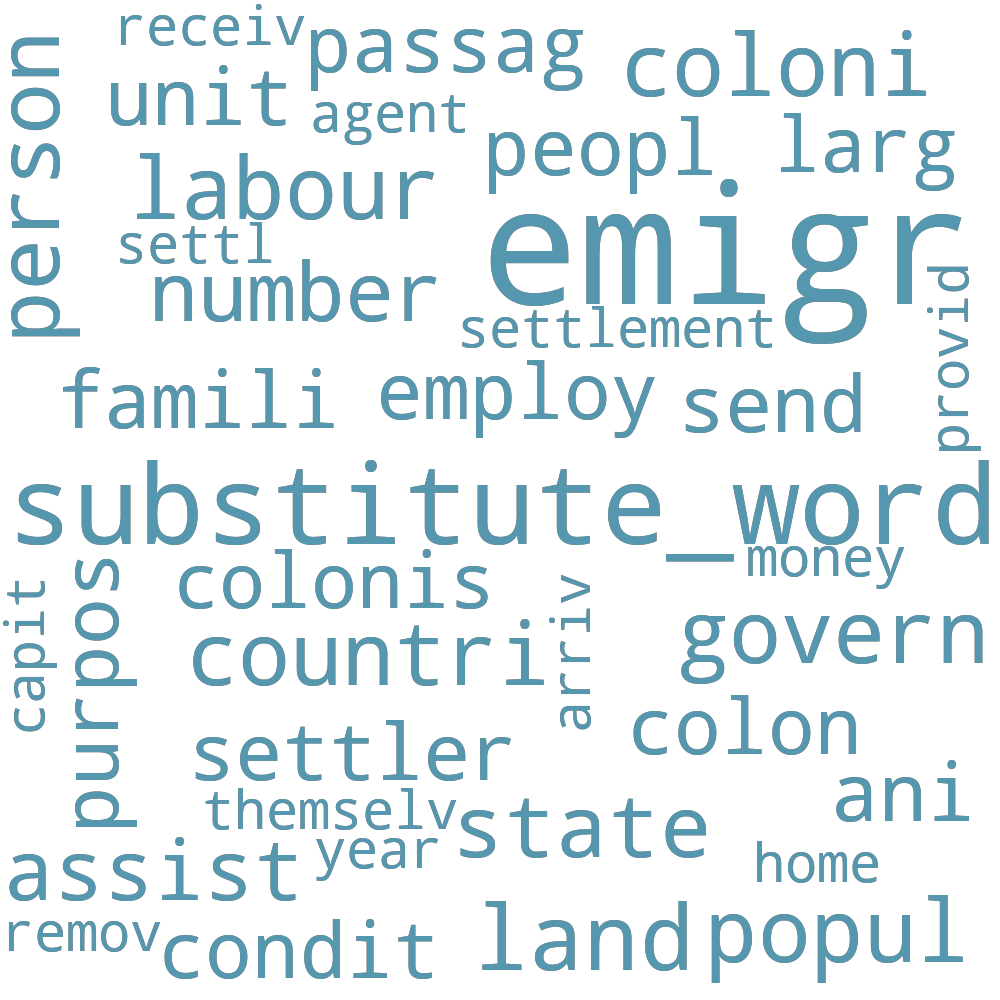 receiv
passag
coloni
person
unit
agent
peopl
larg
labour
emigr
settl
number
provid
settlement
famili
employ
send
substitute_word
money
colonis
capit
purpos
arriv
countri
govern
colon
settler
ani
themselv
state
year
assist
home
remov
condit
land
popul